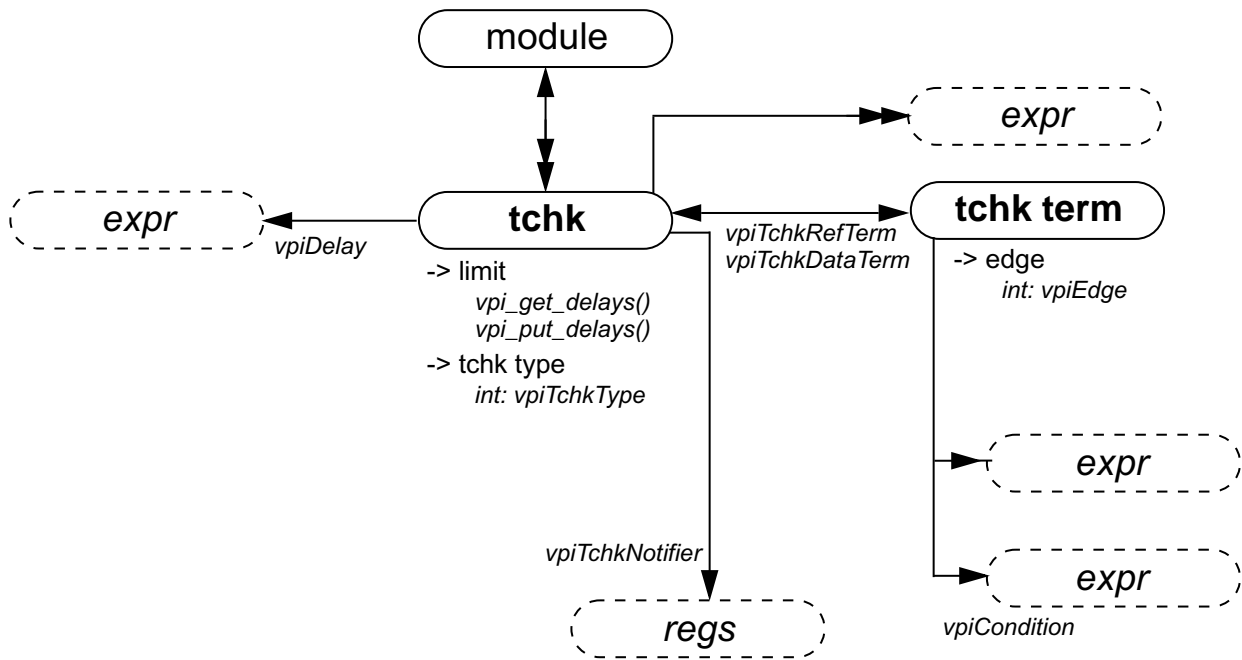 module
expr
expr
vpiDelay
tchk
vpiTchkRefTerm
vpiTchkDataTerm
tchk term
-> limit
vpi_get_delays()
vpi_put_delays()
-> tchk type
int: vpiTchkType
-> edge
int: vpiEdge
expr
vpiTchkNotifier
expr
regs
vpiCondition